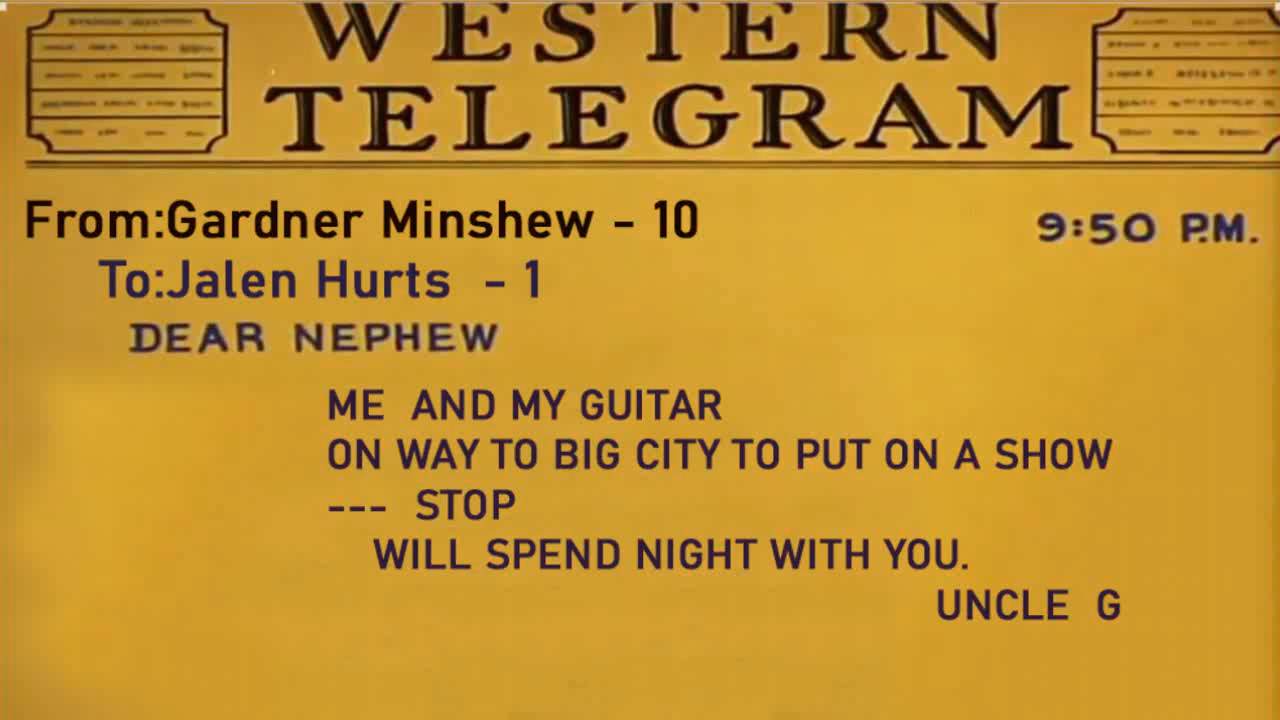 WESTERN
TELEGRAM
From:Gardner Minshew - 10
9:50 P.M.
To:Jalen Hurts - 1
DEAR NEPHEW
ME AND MY GUITAR
ON WAY TO BIG CITY TO PUT ON A SHOW
--- STOP
WILL SPEND NIGHT WITH YOU.
UNCLE G